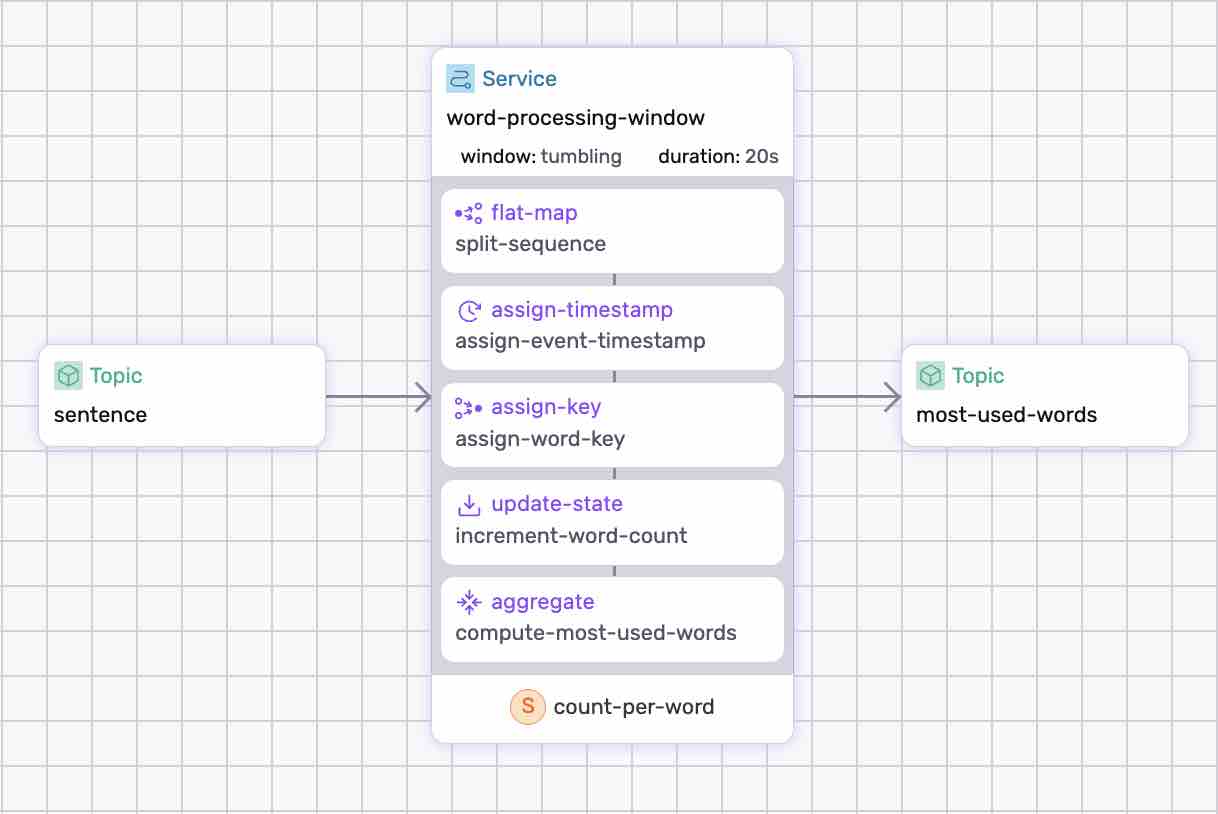 Service
word-processing-window
window: tumbling duration: 20s
flat-map
split-sequence
assign-timestamp
assign-event-timestamp
assign-key
assign-word-key
update-state
increment-word-count
aggregate
compute-most-used-words
S count-per-word
Topic
sentence
Topic
most-used-words